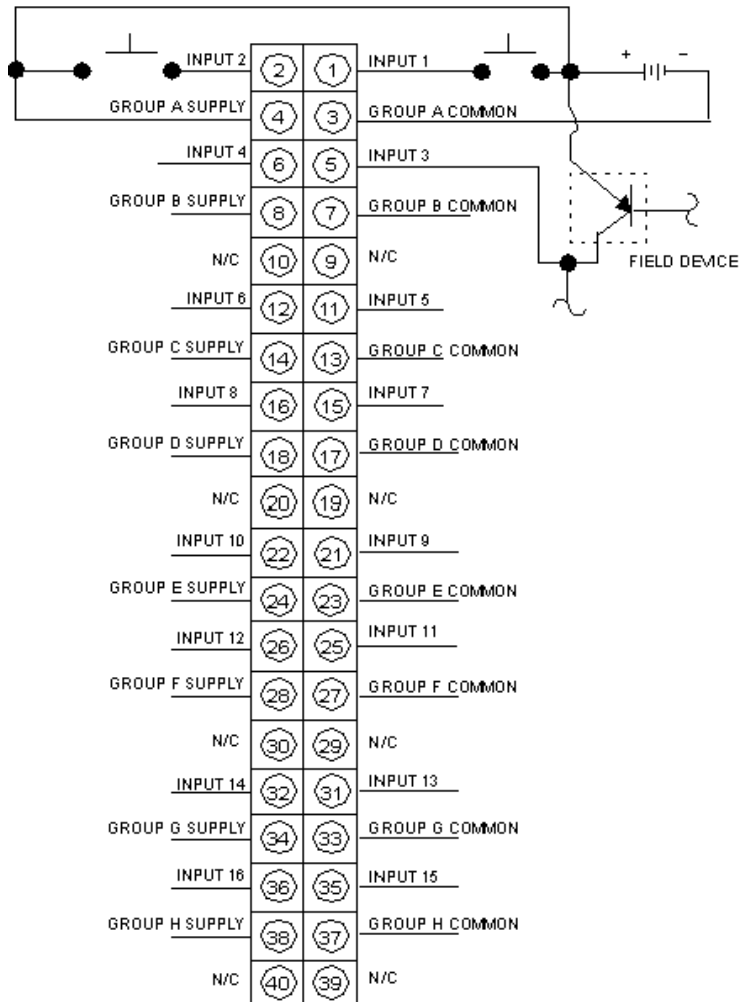 + −
INPUT 2 2 1 INPUT 1
GROUP A SUPPLY 4 3 GROUP A COMMON
INPUT 4 6 5 INPUT 3
GROUP B SUPPLY 8 7 GROUP B COMMON
FIELD DEVICE
N/C 10 9 N/C
INPUT 6 12 11 INPUT 5
GROUP C SUPPLY 14 13 GROUP C COMMON
INPUT 8 16 15 INPUT 7
GROUP D SUPPLY 18 17 GROUP D COMMON
N/C 20 19 N/C
INPUT 10 22 21 INPUT 9
GROUP E SUPPLY 24 23 GROUP E COMMON
INPUT 12 26 25 INPUT 11
GROUP F SUPPLY 28 27 GROUP F COMMON
N/C 30 29 N/C
INPUT 14 32 31 INPUT 13
GROUP G SUPPLY 34 33 GROUP G COMMON
INPUT 16 36 35 INPUT 15
GROUP H SUPPLY 38 37 GROUP H COMMON
N/C 40 39 N/C